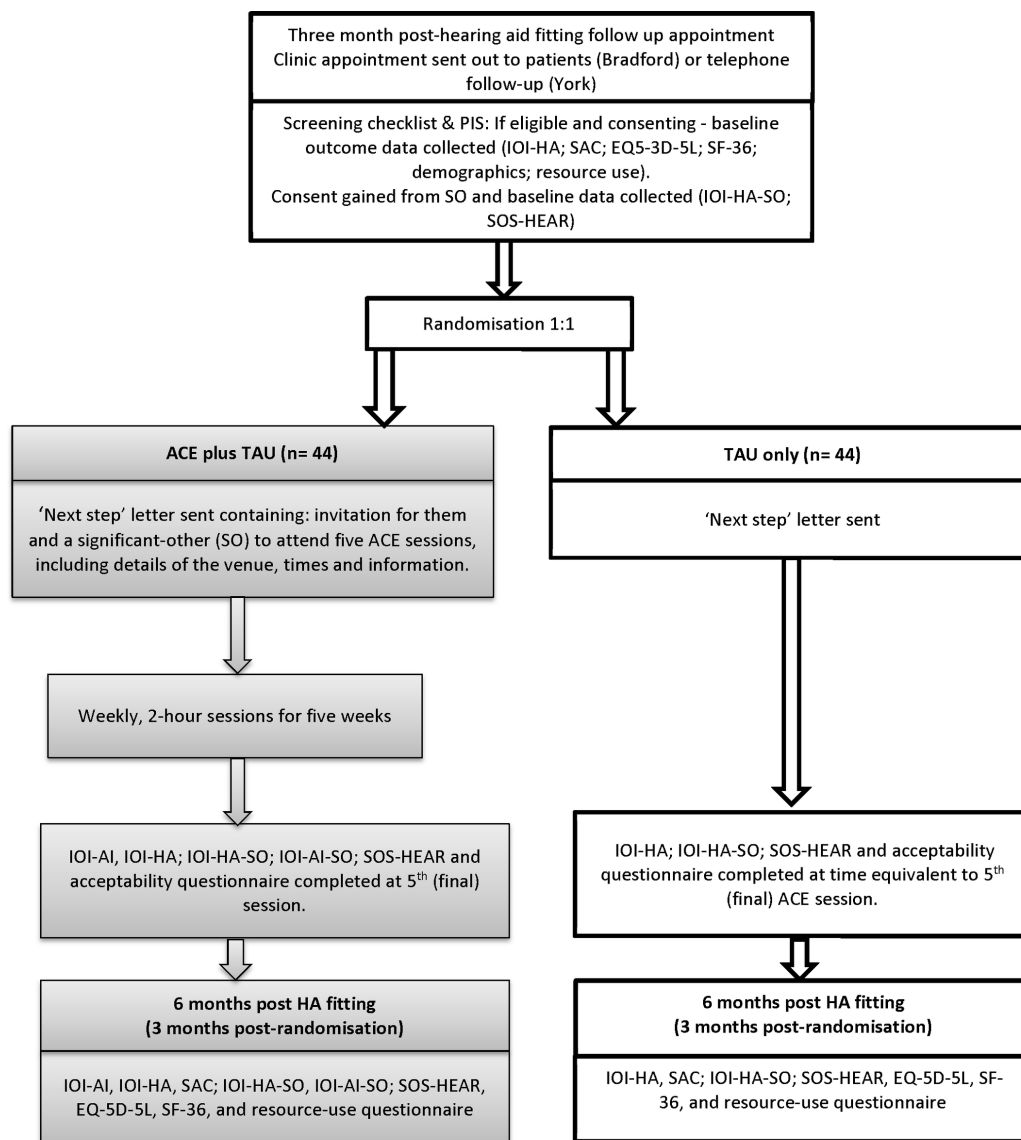 Three month post-hearing aid fitting follow up appointment
Clinic appointment sent out to patients (Bradford) or telephone
follow-up (York)
Screening checklist & PIS: If eligible and consenting - baseline
outcome data collected (IOI-HA; SAC; EQ5-3D-5L; SF-36;
demographics; resource use).
Consent gained from SO and baseline data collected (IOI-HA-SO;
SOS-HEAR)
Randomisation 1:1
ACE plus TAU (n= 44)
‘Next step’ letter sent containing: invitation for them
and a significant-other (SO) to attend five ACE sessions,
including details of the venue, times and information.
Weekly, 2-hour sessions for five weeks
IOI-AI, IOI-HA; IOI-HA-SO; IOI-AI-SO; SOS-HEAR and
acceptability questionnaire completed at 5th (final)
session.
6 months post HA fitting
(3 months post-randomisation)
IOI-AI, IOI-HA, SAC; IOI-HA-SO, IOI-AI-SO; SOS-HEAR,
EQ-5D-5L, SF-36, and resource-use questionnaire
TAU only (n= 44)
‘Next step’ letter sent
IOI-HA; IOI-HA-SO; SOS-HEAR and acceptability
questionnaire completed at time equivalent to 5th
(final) ACE session.
6 months post HA fitting
(3 months post-randomisation)
IOI-HA, SAC; IOI-HA-SO; SOS-HEAR, EQ-5D-5L, SF-
36, and resource-use questionnaire